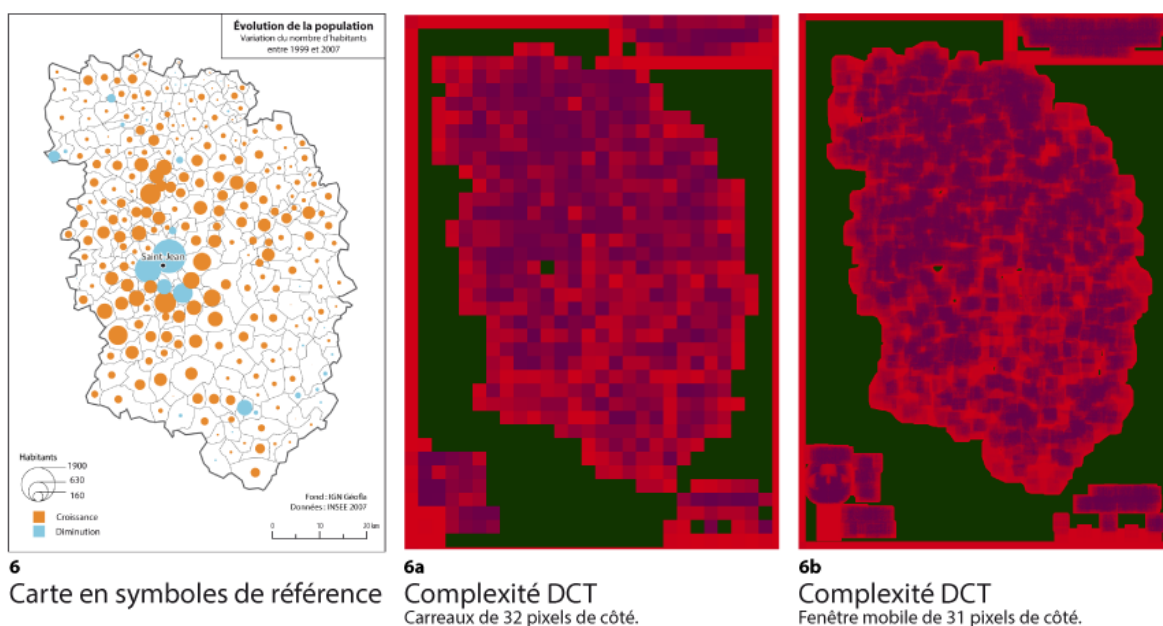 Évolution de la population
Variation du nombre d'habitants
entre 1999 et 2007
Saint-Jean
Habitants
1900
630
160
Croissance
Diminution
Fond : IGN Géofla
Données : INSEE 2007
0 10 20 km
6
Carte en symboles de référence
6a
Complexité DCT
Carreaux de 32 pixels de côté.
6b
Complexité DCT
Fenêtre mobile de 31 pixels de côté.